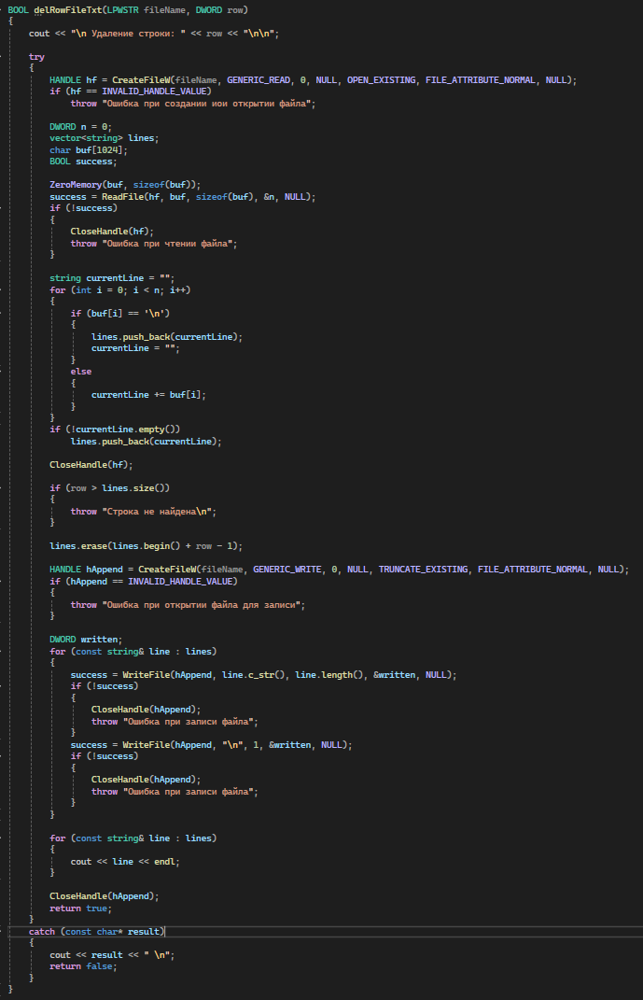 BOOL delRowFileTxt(LPWSTR fileName, DWORD row)
{
cout << "\n Удаление строки: " << row << "\n\n";
try
{
HANDLE hf = CreateFileW(fileName, GENERIC_READ, 0, NULL, OPEN_EXISTING, FILE_ATTRIBUTE_NORMAL, NULL);
if (hf == INVALID_HANDLE_VALUE)
throw "Ошибка при создании иои открытии файла";
DWORD n = 0;
vector<string> lines;
char buf[1024];
BOOL success;
ZeroMemory(buf, sizeof(buf));
success = ReadFile(hf, buf, sizeof(buf), &n, NULL);
if (!success)
{
CloseHandle(hf);
throw "Ошибка при чтении файла";
}
string currentLine = "";
for (int i = 0; i < n; i++)
{
if (buf[i] == '\n')
{
lines.push_back(currentLine);
currentLine = "";
}
else
{
currentLine += buf[i];
}
}
if (!currentLine.empty())
lines.push_back(currentLine);
CloseHandle(hf);
if (row > lines.size())
{
throw "Строка не найдена\n";
}
lines.erase(lines.begin() + row - 1);
HANDLE hAppend = CreateFileW(fileName, GENERIC_WRITE, 0, NULL, TRUNCATE_EXISTING, FILE_ATTRIBUTE_NORMAL, NULL);
if (hAppend == INVALID_HANDLE_VALUE)
{
throw "Ошибка при открытии файла для записи";
}
DWORD written;
for (const string& line : lines)
{
success = WriteFile(hAppend, line.c_str(), line.length(), &written, NULL);
if (!success)
{
CloseHandle(hAppend);
throw "Ошибка при записи файла";
}
success = WriteFile(hAppend, "\n", 1, &written, NULL);
if (!success)
{
CloseHandle(hAppend);
throw "Ошибка при записи файла";
}
}
for (const string& line : lines)
{
cout << line << endl;
}
CloseHandle(hAppend);
return true;
}
catch (const char* result)
{
cout << result << " \n";
return false;
}
}